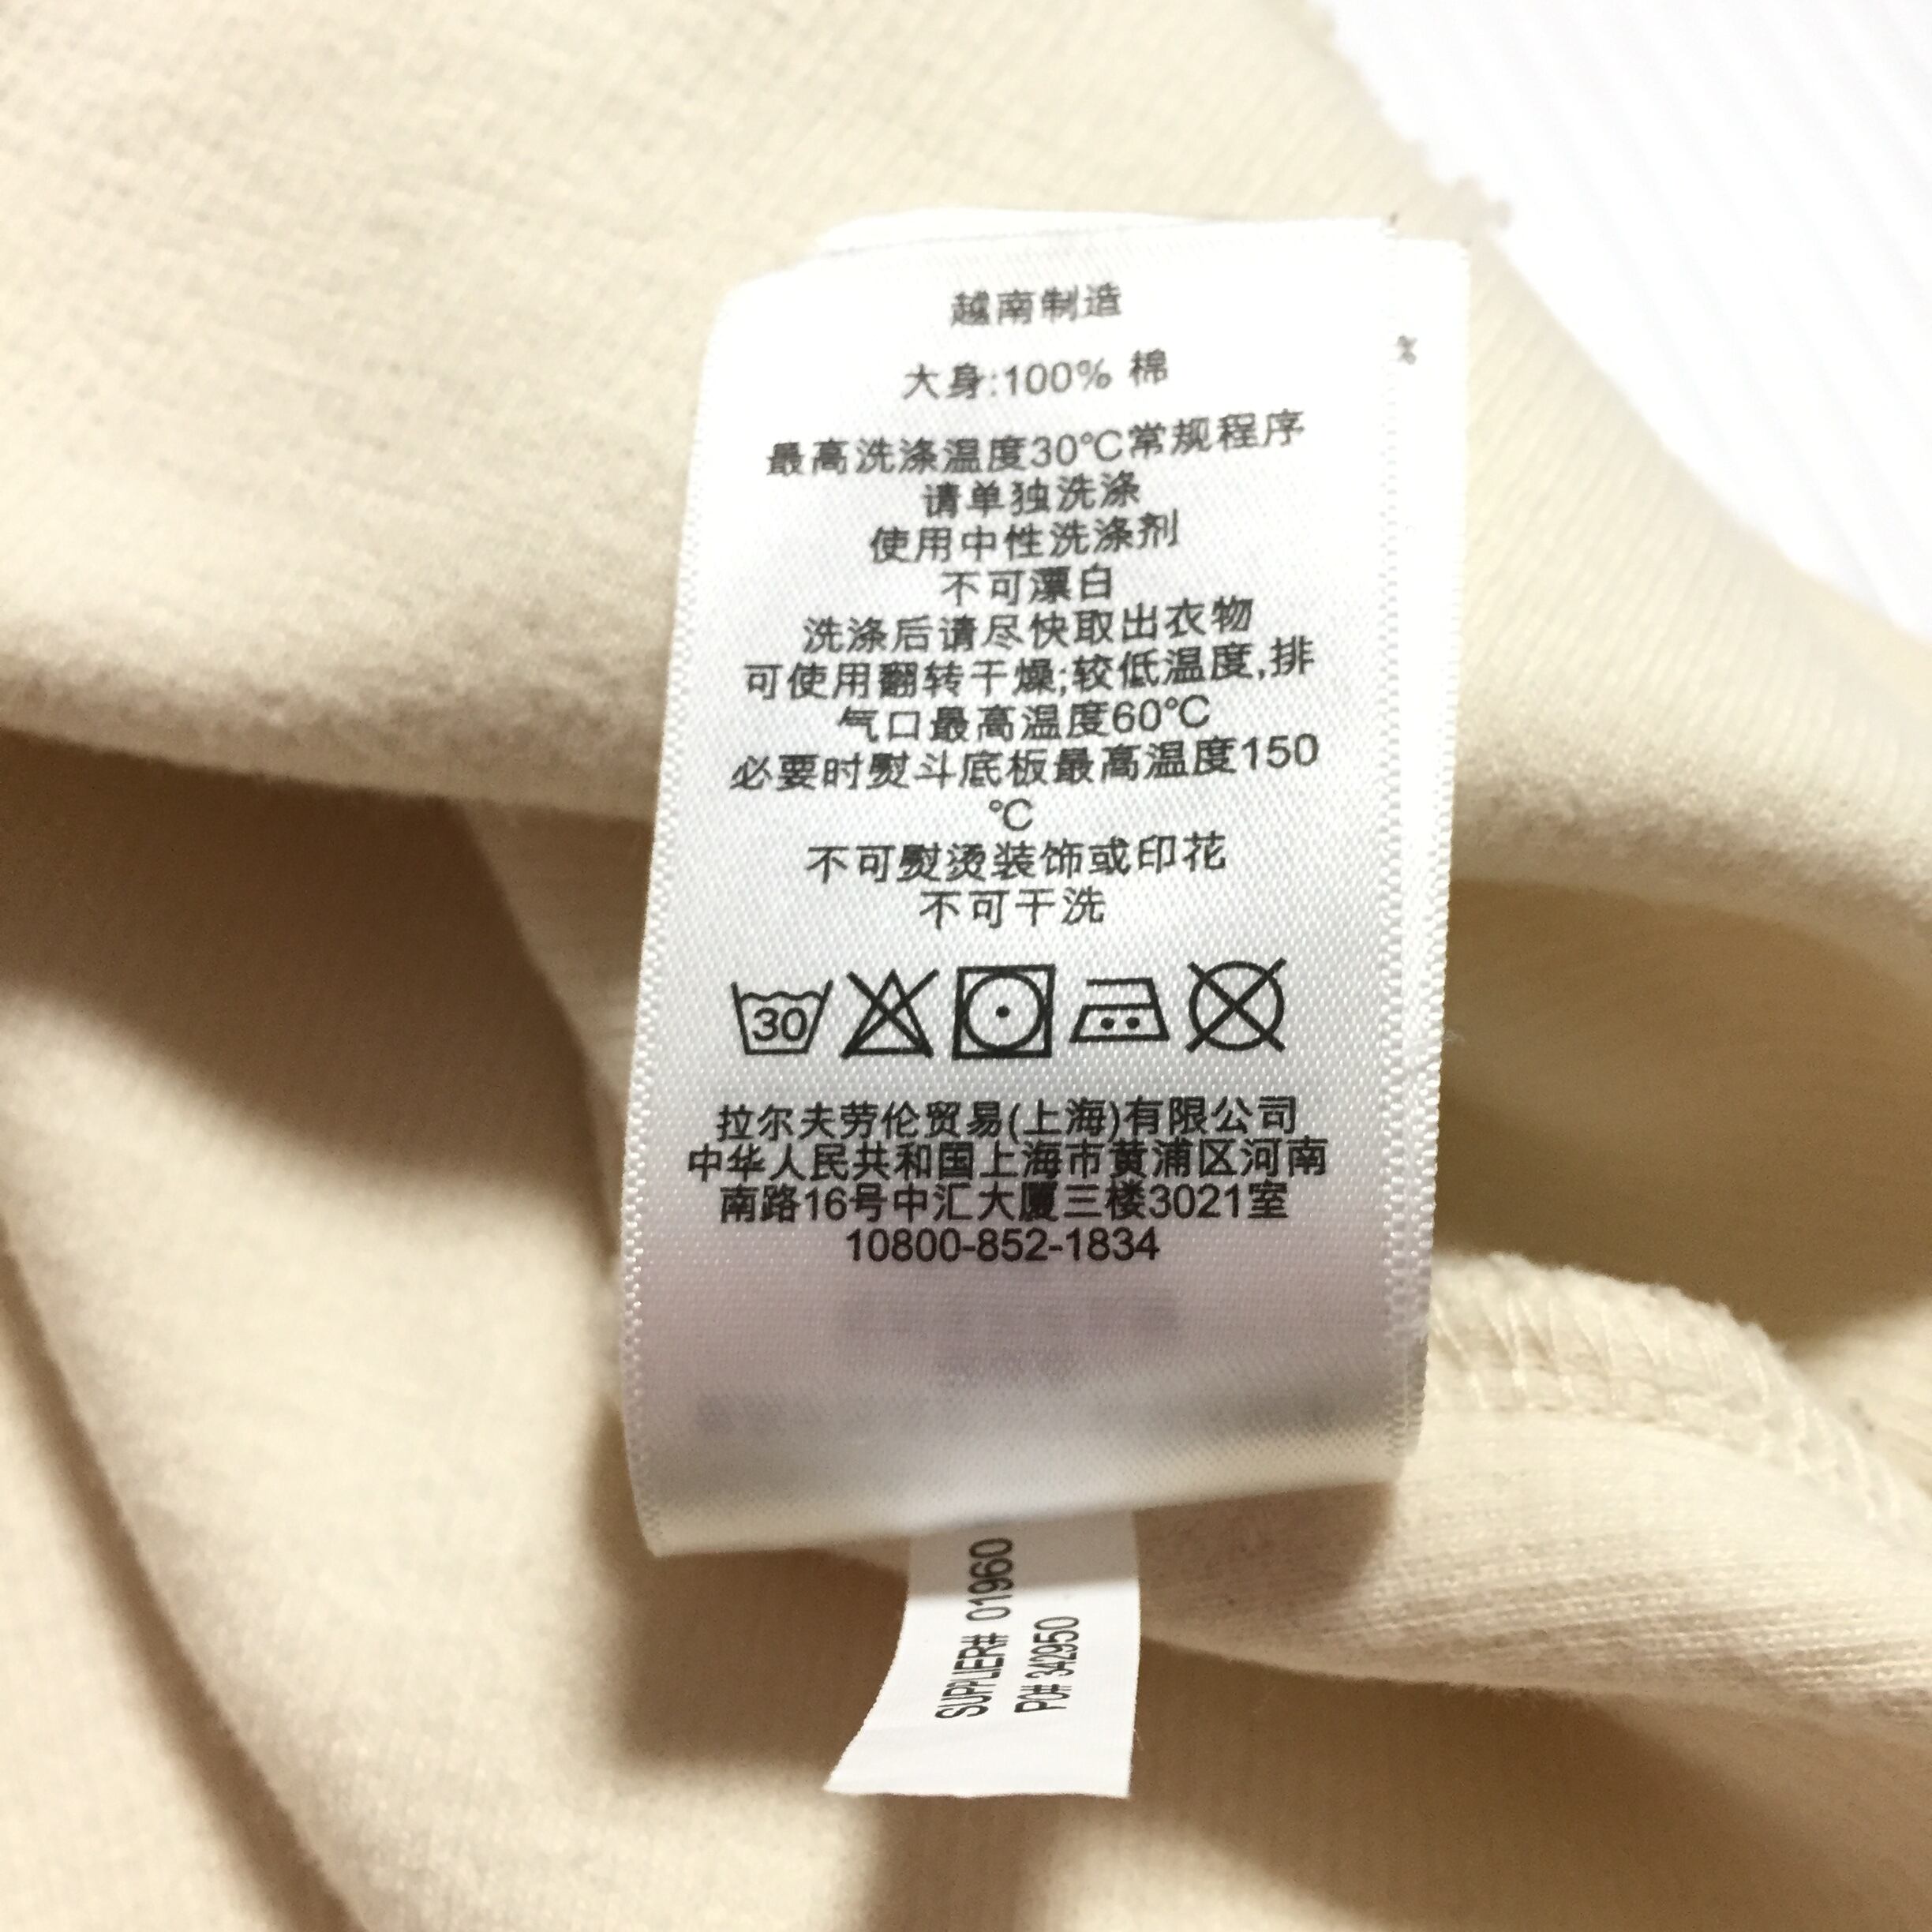 越南制造
大身:100% 棉
最高洗涤温度30℃常规程序
请单独洗涤
使用中性洗涤剂
不可漂白
洗涤后请尽快取出衣物
可使用翻转干燥;较低温度,排
气口最高温度60℃
必要时熨斗底板最高温度150
℃
不可熨烫装饰或印花
不可干洗
30
拉尔夫劳伦贸易(上海)有限公司
中华人民共和国上海市黄浦区河南
南路16号中汇大厦三楼3021室
10800-852-1834
SUPPLIER# 01960
PO# 342950
%